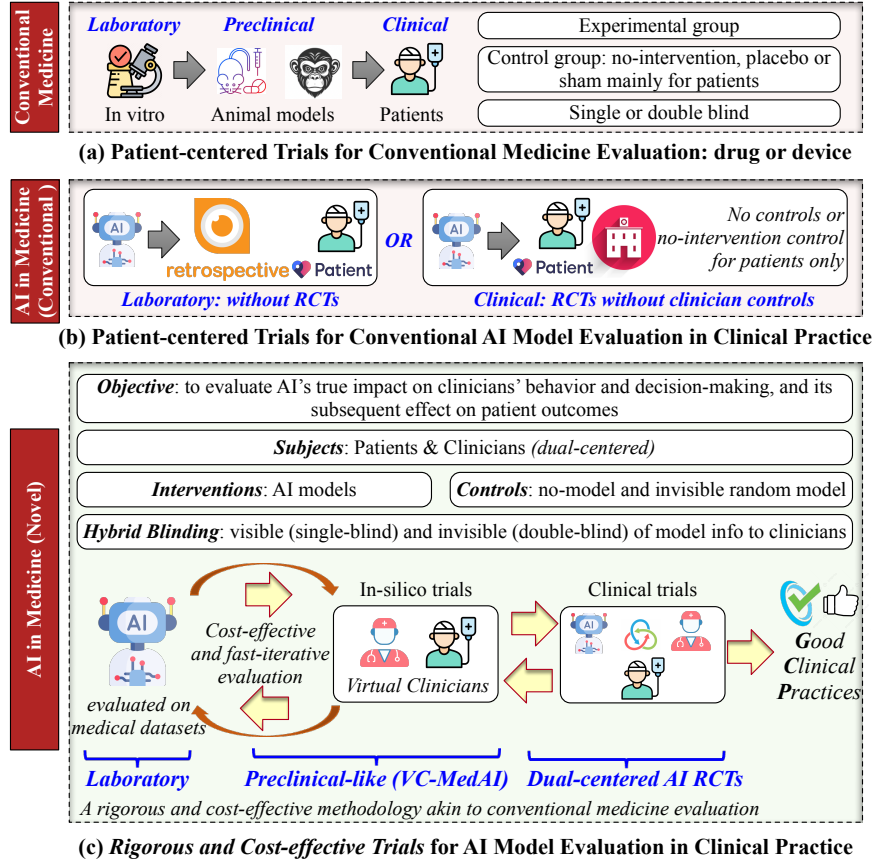 Conventional
Medicine
Laboratory
Preclinical
Clinical
In vitro
Animal models
Patients
Experimental group
Control group: no-intervention, placebo or
sham mainly for patients
Single or double blind
(a) Patient-centered Trials for Conventional Medicine Evaluation: drug or device
AI in Medicine
(Conventional )
AI
retrospective
Patient
Laboratory: without RCTs
OR
AI
Patient
No controls or
no-intervention control
for patients only
Clinical: RCTs without clinician controls
(b) Patient-centered Trials for Conventional AI Model Evaluation in Clinical Practice
AI in Medicine (Novel)
Objective: to evaluate AI's true impact on clinicians' behavior and decision-making, and its
subsequent effect on patient outcomes
Subjects: Patients & Clinicians (dual-centered)
Interventions: AI models
Controls: no-model and invisible random model
Hybrid Blinding: visible (single-blind) and invisible (double-blind) of model info to clinicians
AI
evaluated on
medical datasets
Cost-effective
and fast-iterative
evaluation
In-silico trials
Virtual Clinicians
Clinical trials
AI
Good
Clinical
Practices
Laboratory
Preclinical-like (VC-MedAI)
Dual-centered AI RCTs
A rigorous and cost-effective methodology akin to conventional medicine evaluation
(c) Rigorous and Cost-effective Trials for AI Model Evaluation in Clinical Practice